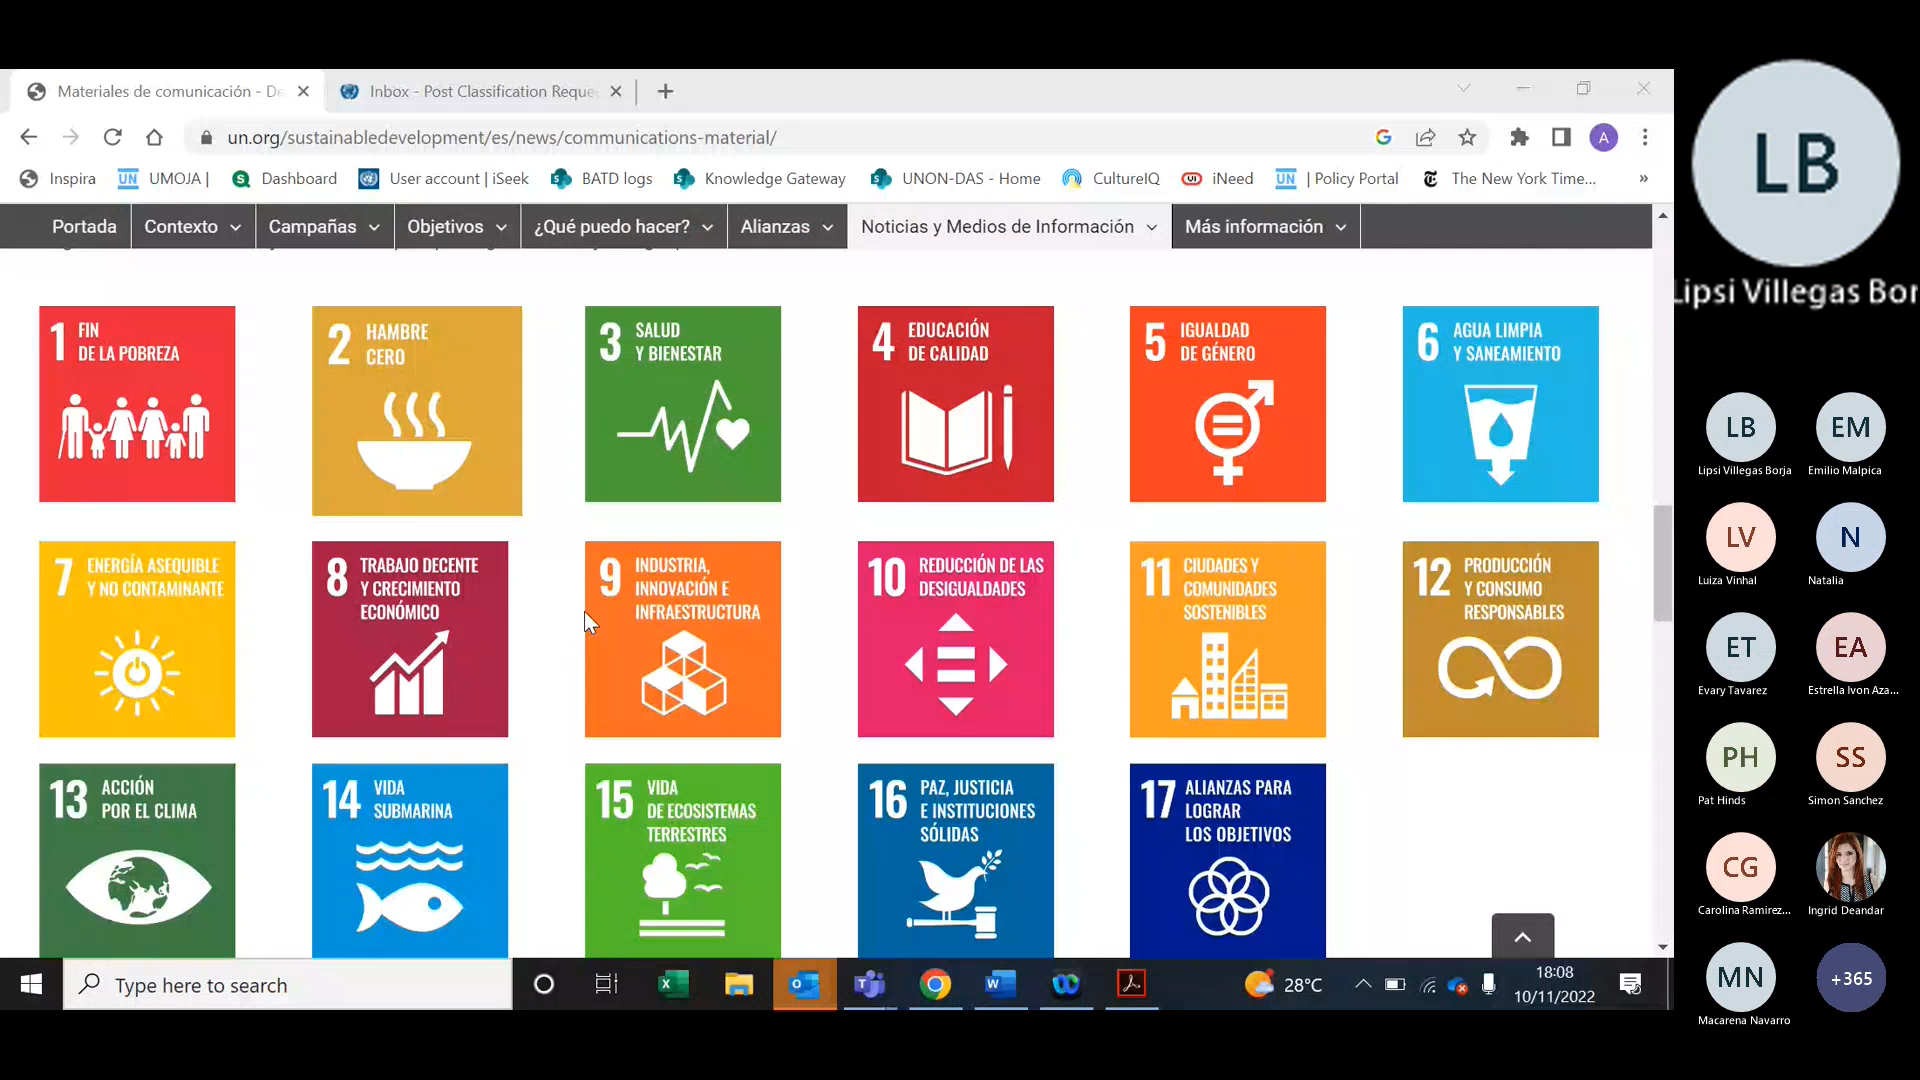 Materiales de comunicación - De
Inbox - Post Classification Reque
un.org/sustainabledevelopment/es/news/communications-material/
A
Inspira
UN UMOJA |
S Dashboard
User account | iSeek
S BATD logs
S Knowledge Gateway
S UNON-DAS - Home
CultureIQ
UI iNeed
UN | Policy Portal
The New York Time...
»
Portada
Contexto
Campañas
Objetivos
¿Qué puedo hacer?
Alianzas
Noticias y Medios de Información
Más información
1 FIN
DE LA POBREZA
2 HAMBRE
CERO
3 SALUD
Y BIENESTAR
4 EDUCACIÓN
DE CALIDAD
5 IGUALDAD
DE GÉNERO
6 AGUA LIMPIA
Y SANEAMIENTO
7 ENERGÍA ASEQUIBLE
Y NO CONTAMINANTE
8 TRABAJO DECENTE
Y CRECIMIENTO
ECONÓMICO
9 INDUSTRIA,
INNOVACIÓN E
INFRAESTRUCTURA
10 REDUCCIÓN DE LAS
DESIGUALDADES
11 CIUDADES Y
COMUNIDADES
SOSTENIBLES
12 PRODUCCIÓN
Y CONSUMO
RESPONSABLES
13 ACCIÓN
POR EL CLIMA
14 VIDA
SUBMARINA
15 VIDA
DE ECOSISTEMAS
TERRESTRES
16 PAZ, JUSTICIA
E INSTITUCIONES
SÓLIDAS
17 ALIANZAS PARA
LOGRAR
LOS OBJETIVOS
Type here to search
28°C
18:08
10/11/2022
LB
Lipsi Villegas Bor
LB
Lipsi Villegas Borja
EM
Emilio Malpica
LV
Luiza Vinhal
N
Natalia
ET
Evary Tavarez
EA
Estrella Ivon Aza...
PH
Pat Hinds
SS
Simon Sanchez
CG
Carolina Ramirez...
Ingrid Deandar
MN
Macarena Navarro
+365